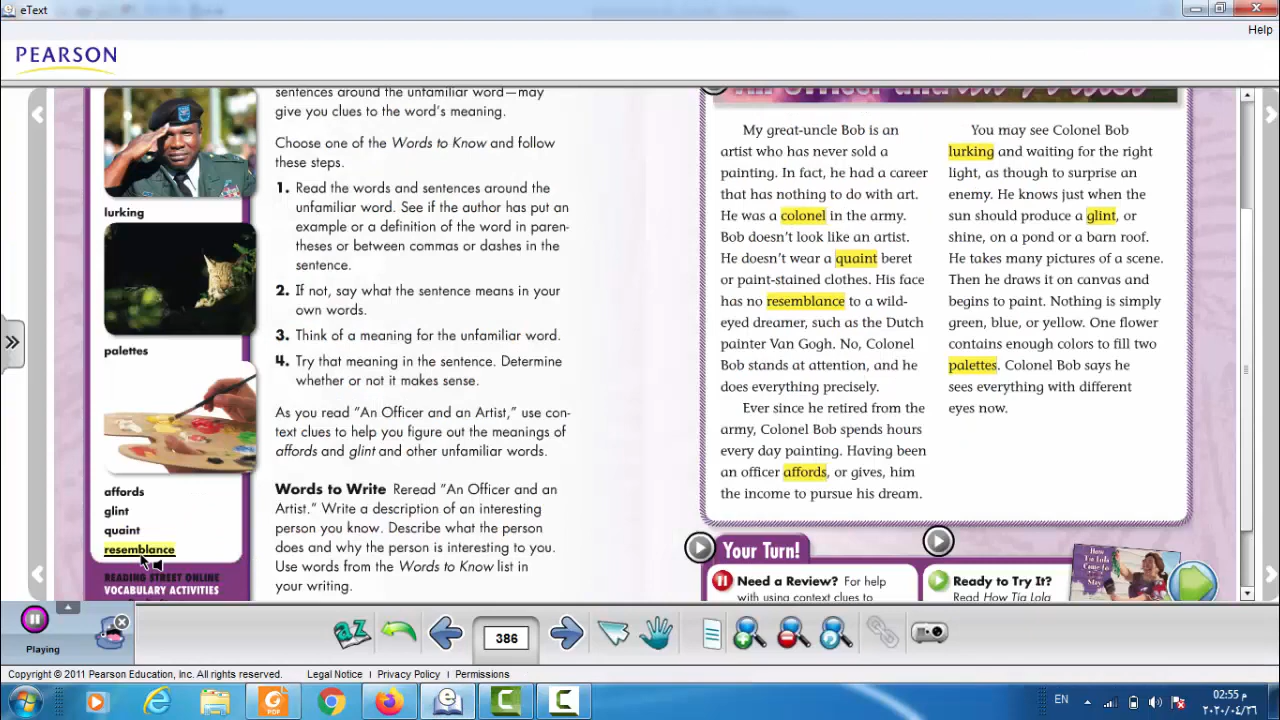 eText
Help
PEARSON
lurking
palettes
affords
glint
quaint
resemblance
READING STREET ONLINE
VOCABULARY ACTIVITIES
sentences around the unfamiliar word—may
give you clues to the word's meaning.
Choose one of the Words to Know and follow
these steps.
1. Read the words and sentences around the
unfamiliar word. See if the author has put an
example or a definition of the word in paren-
theses or between commas or dashes in the
sentence.
2. If not, say what the sentence means in your
own words.
3. Think of a meaning for the unfamiliar word.
4. Try that meaning in the sentence. Determine
whether or not it makes sense.
As you read “An Officer and an Artist,” use con-
text clues to help you figure out the meanings of
affords and glint and other unfamiliar words.
Words to Write Reread “An Officer and an
Artist.” Write a description of an interesting
person you know. Describe what the person
does and why the person is interesting to you.
Use words from the Words to Know list in
your writing.
My great-uncle Bob is an
artist who has never sold a
painting. In fact, he had a career
that has nothing to do with art.
He was a colonel in the army.
Bob doesn't look like an artist.
He doesn't wear a quaint beret
or paint-stained clothes. His face
has no resemblance to a wild-
eyed dreamer, such as the Dutch
painter Van Gogh. No, Colonel
Bob stands at attention, and he
does everything precisely.
Ever since he retired from the
army, Colonel Bob spends hours
every day painting. Having been
an officer affords, or gives, him
the income to pursue his dream.
You may see Colonel Bob
lurking and waiting for the right
light, as though to surprise an
enemy. He knows just when the
sun should produce a glint, or
shine, on a pond or a barn roof.
He takes many pictures of a scene.
Then he draws it on canvas and
begins to paint. Nothing is simply
green, blue, or yellow. One flower
contains enough colors to fill two
palettes. Colonel Bob says he
sees everything with different
eyes now.
Your Turn!
Need a Review? For help
with using context clues to
Ready to Try It?
Read How Tía Lola
Playing
386
Copyright © 2011 Pearson Education, Inc. All rights reserved.
Legal Notice | Privacy Policy | Permissions
PDF
EN
02:55 م
٢٠٢٠/٠٤/٢٦